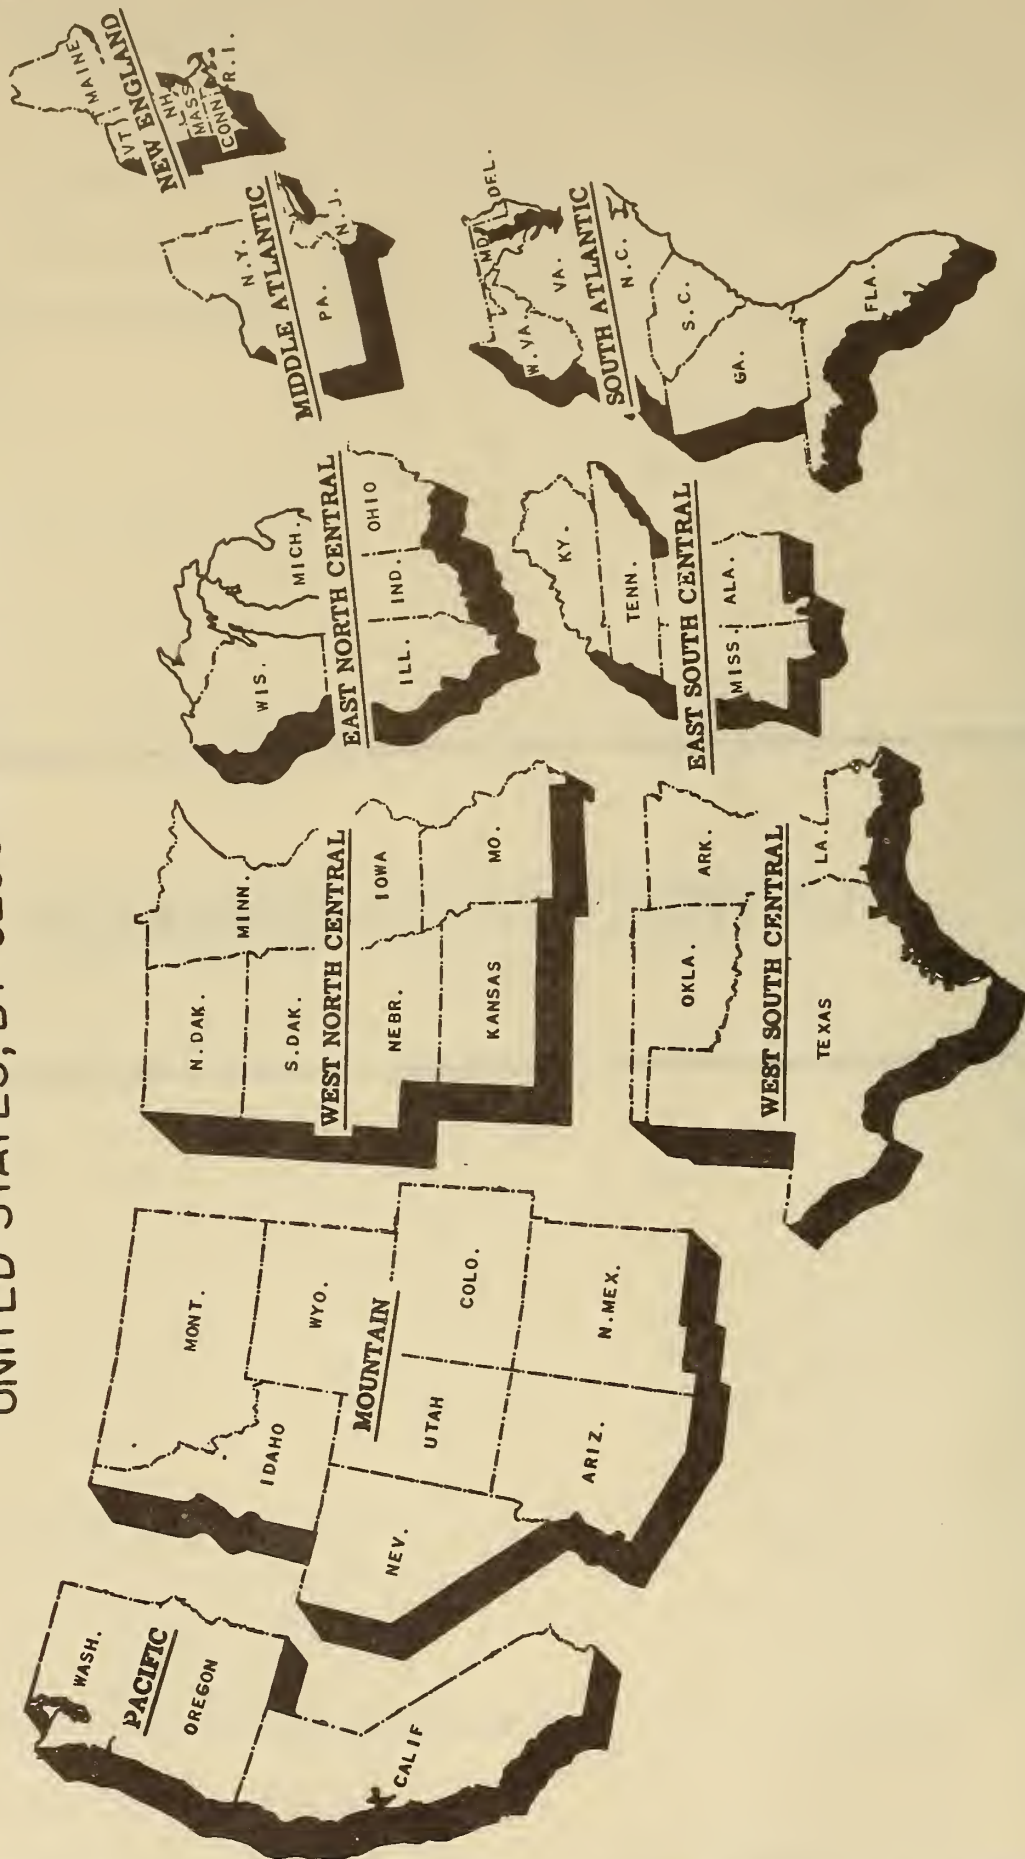 UNITED STATES, BY
PACIFIC
WASH.
OREGON
CALIF
MOUNTAIN
MONT.
IDAHO
WYO.
NEV.
UTAH
COLO.
ARIZ.
N.MEX.
WEST NORTH CENTRAL
N. DAK.
MINN.
S. DAK.
NEBR.
IOWA
KANSAS
MO.
WEST SOUTH CENTRAL
OKLA.
ARK.
TEXAS
LA.
EAST NORTH CENTRAL
WIS.
MICH.
ILL.
IND.
OHIO
EAST SOUTH CENTRAL
KY.
TENN.
MISS.
ALA.
MIDDLE ATLANTIC
N.Y.
PA.
N.J.
SOUTH ATLANTIC
MD.
DEL.
W. VA.
VA.
N.C.
S.C.
GA.
FLA.
NEW ENGLAND
MAINE
VT.
NH.
MASS
CONN
R.I.